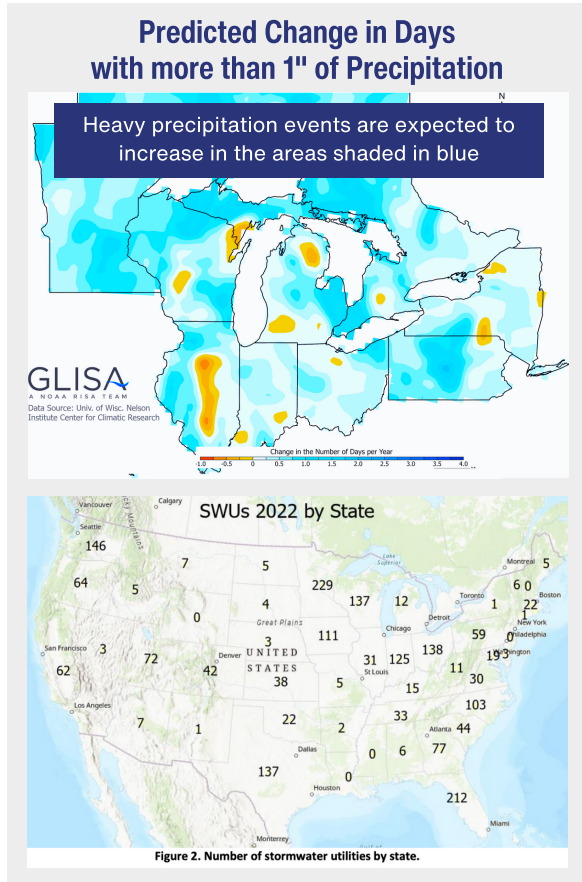 Predicted Change in Days
with more than 1" of Precipitation
N
Heavy precipitation events are expected to
increase in the areas shaded in blue
GLISA
A NOAA RISA TEAM
Data Source: Univ. of Wisc. Nelson
Institute Center for Climatic Research
Change in the Number of Days per Year
-1.0 -0.5 0 0.5 1.0 1.5 2.0 2.5 3.0 3.5 4.0
SWUs 2022 by State
Vancouver
Calgary
Rocky Mountains
Seattle
146
7
5
Lake
Superior
Montreal
5
64
5
229
137
12
Toronto
6 0
Boston
4
1
22
1
0
Great Plains
Detroit
New York
3
111
Chicago
59
0
Philadelphia
San Francisco
3
72
Denver
UNITED
STATES
138
19
3
Washington
62
42
31
125
11
38
5
St Louis
15
30
Los Angeles
103
7
1
22
2
33
Atlanta
44
Dallas
0
6
77
137
0
Houston
212
Miami
Monterrey
Gulf of
Figure 2. Number of stormwater utilities by state.